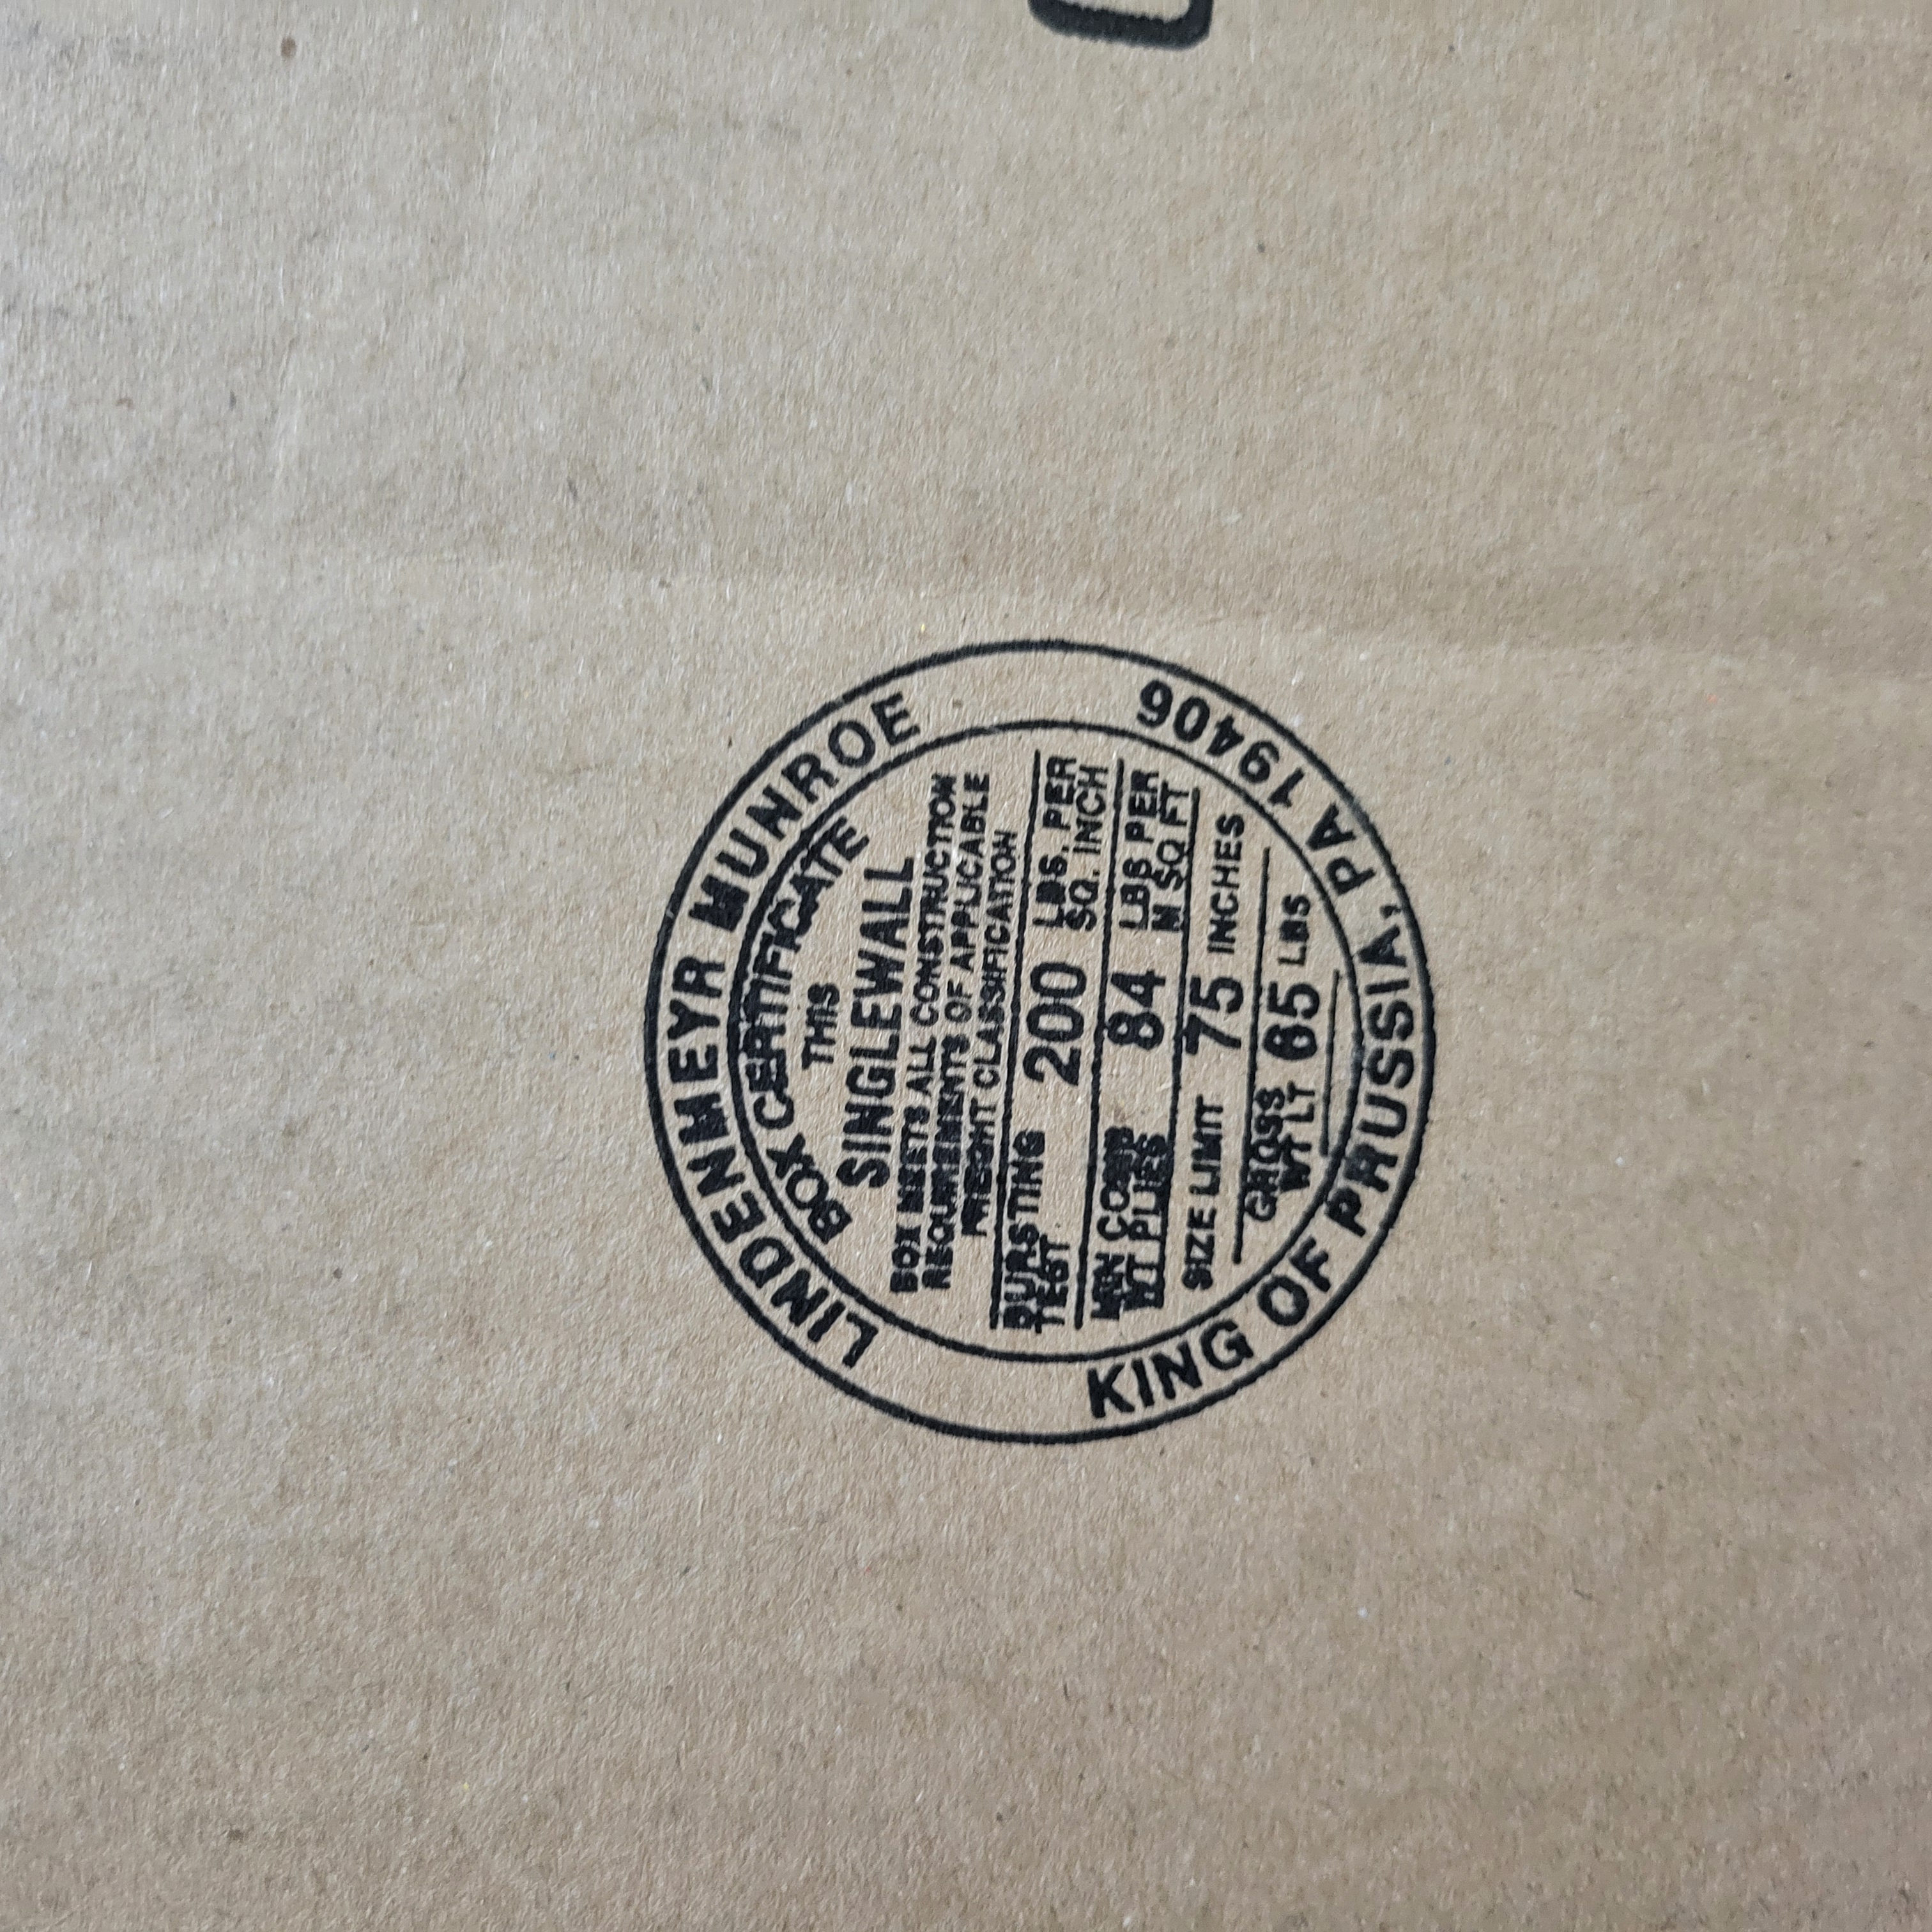 LINDENMEYR MUNROE
BOX CERTIFICATE
THIS
SINGLEWALL
BOX MEETS ALL CONSTRUCTION
REQUIREMENTS OF APPLICABLE
FREIGHT CLASSIFICATION
BURSTING TEST 200 LBS. PER SQ. INCH
MIN COMB WT PLIES 84 LBS PER M SQ FT
SIZE LIMIT 75 INCHES
GROSS WT LT 65 LBS
KING OF PRUSSIA, PA 19406